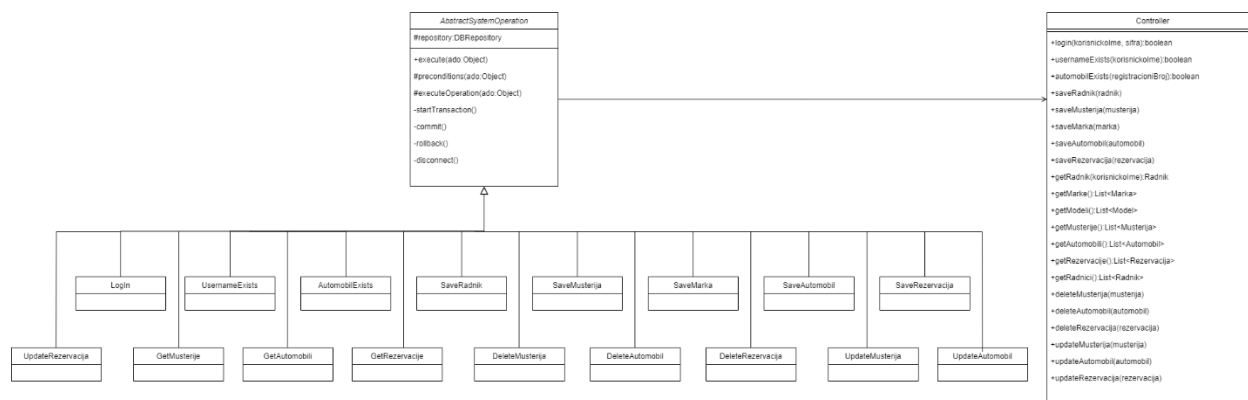 AbstractSystemOperation
#repository:DBRepository
+execute(ado:Object)
#preconditions(ado:Object)
#executeOperation(ado:Object)
-startTransaction()
-commit()
-rollback()
-disconnect()
Controller
+login(korisnickoIme, sifra):boolean
+usernameExists(korisnickoIme):boolean
+automobilExists(registracioniBroj):boolean
+saveRadnik(radnik)
+saveMusterija(musterija)
+saveMarka(marka)
+saveAutomobil(automobil)
+saveRezervacija(rezervacija)
+getRadnik(korisnickoIme):Radnik
+getMarke():List<Marka>
+getModeli():List<Model>
+getMusterije():List<Musterija>
+getAutomobili():List<Automobil>
+getRezervacije():List<Rezervacija>
+getRadnici():List<Radnik>
+deleteMusterija(musterija)
+deleteAutomobil(automobil)
+deleteRezervacija(rezervacija)
+updateMusterija(musterija)
+updateAutomobil(automobil)
+updateRezervacija(rezervacija)
LogIn
UsernameExists
AutomobilExists
SaveRadnik
SaveMusterija
SaveMarka
SaveAutomobil
SaveRezervacija
UpdateRezervacija
GetMusterije
GetAutomobili
GetRezervacije
DeleteMusterija
DeleteAutomobil
DeleteRezervacija
UpdateMusterija
UpdateAutomobil